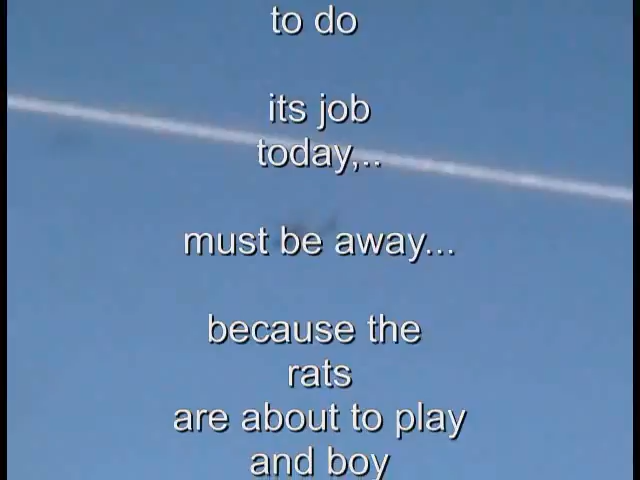 to do
its job
today,..
must be away...
because the
rats
are about to play
and boy